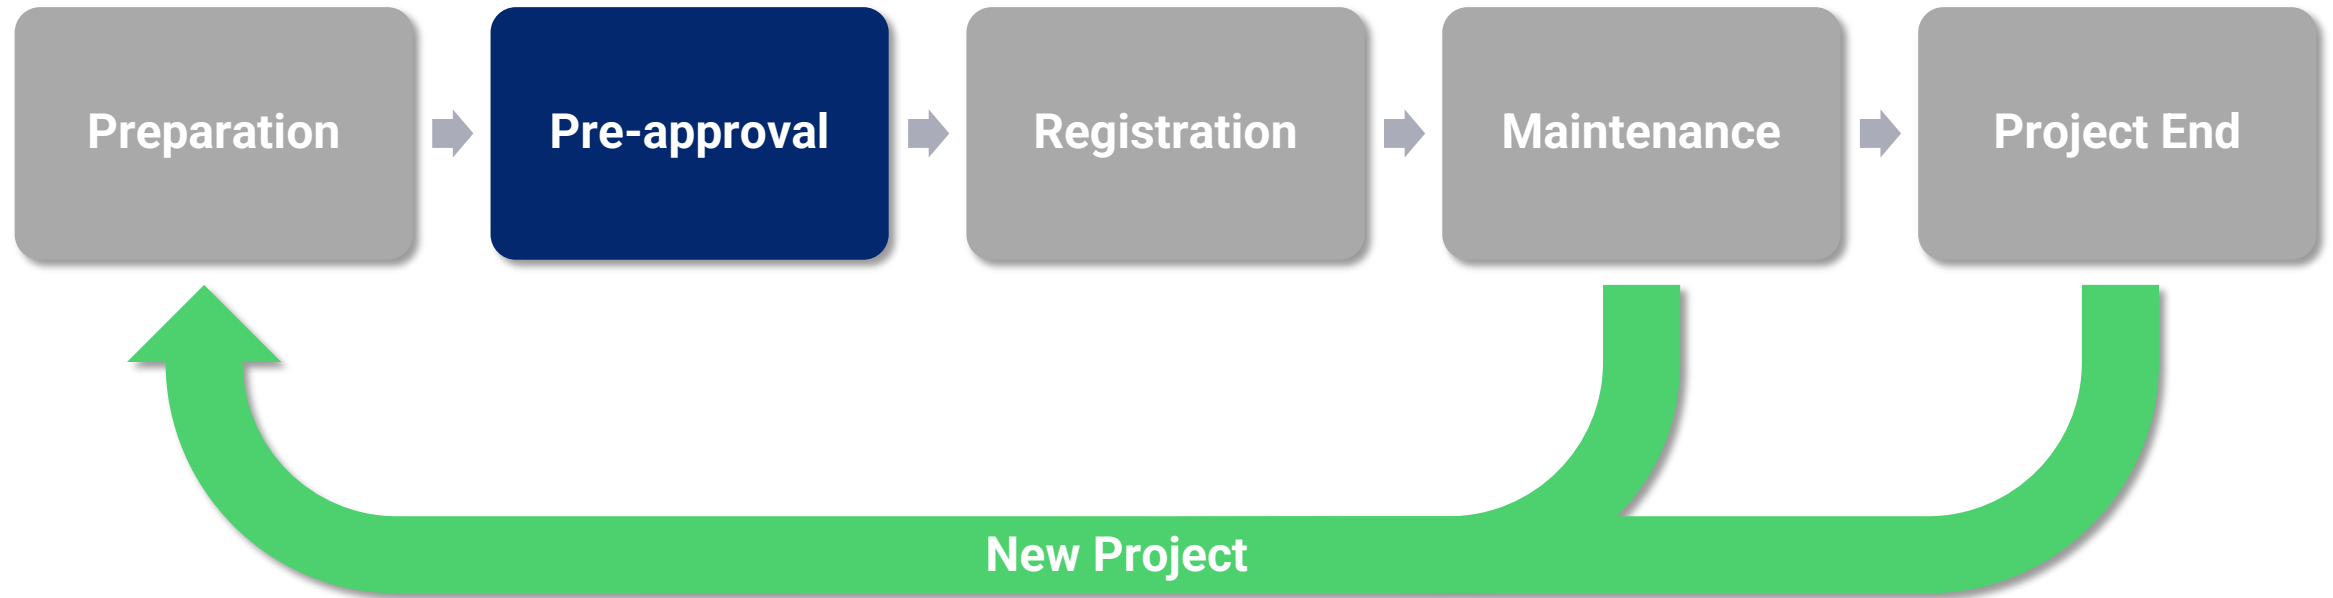 Preparation
Pre-approval
Registration
Maintenance
Project End
New Project